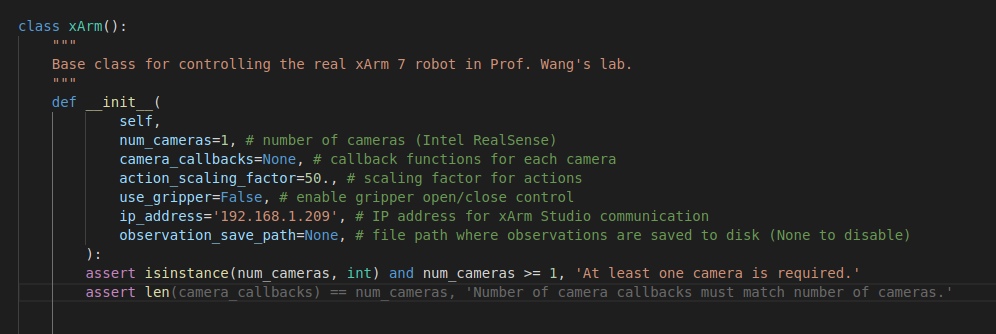 class xArm():
    """
    Base class for controlling the real xArm 7 robot in Prof. Wang's lab.
    """
    def __init__(
            self,
            num_cameras=1, # number of cameras (Intel RealSense)
            camera_callbacks=None, # callback functions for each camera
            action_scaling_factor=50., # scaling factor for actions
            use_gripper=False, # enable gripper open/close control
            ip_address='192.168.1.209', # IP address for xArm Studio communication
            observation_save_path=None, # file path where observations are saved to disk (None to disable)
        ):
        assert isinstance(num_cameras, int) and num_cameras >= 1, 'At least one camera is required.'
        assert len(camera_callbacks) == num_cameras, 'Number of camera callbacks must match number of cameras.'